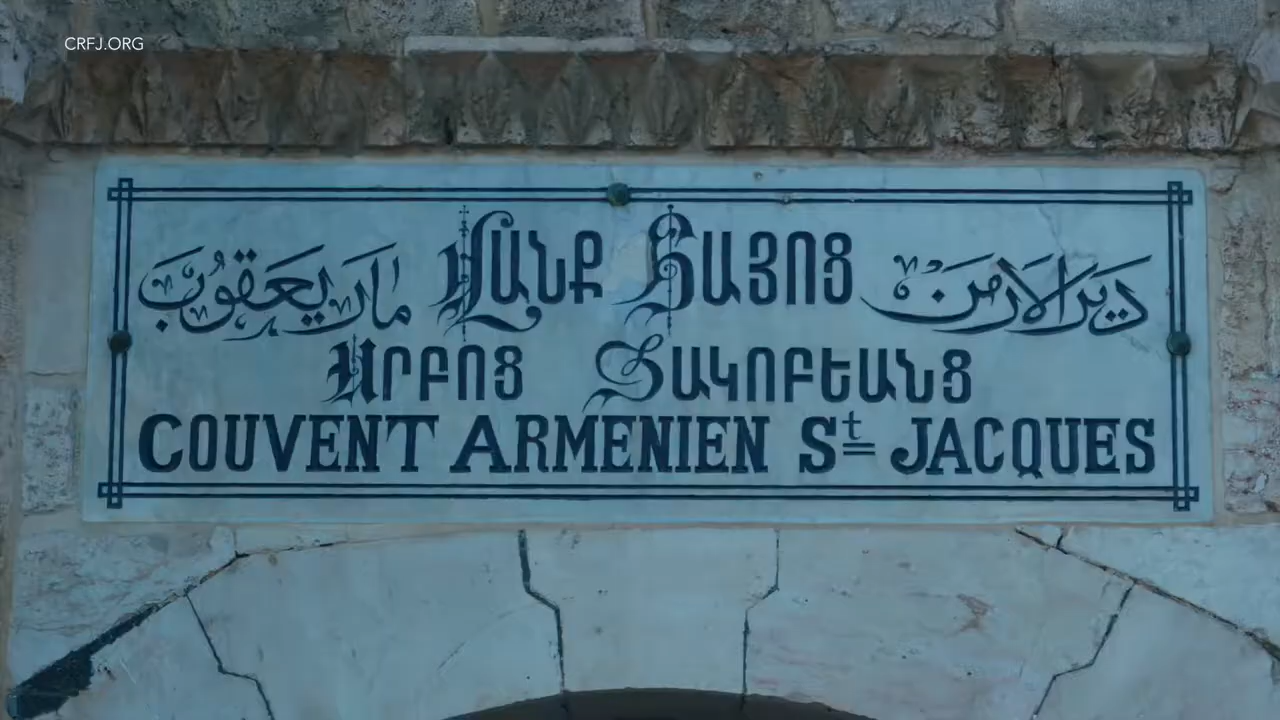 CRFJ.ORG
Վանք Հայոց
دير الارمن
مار يعقوب
Սրբոց Յակոբեանց
COUVENT ARMENIEN St JACQUES